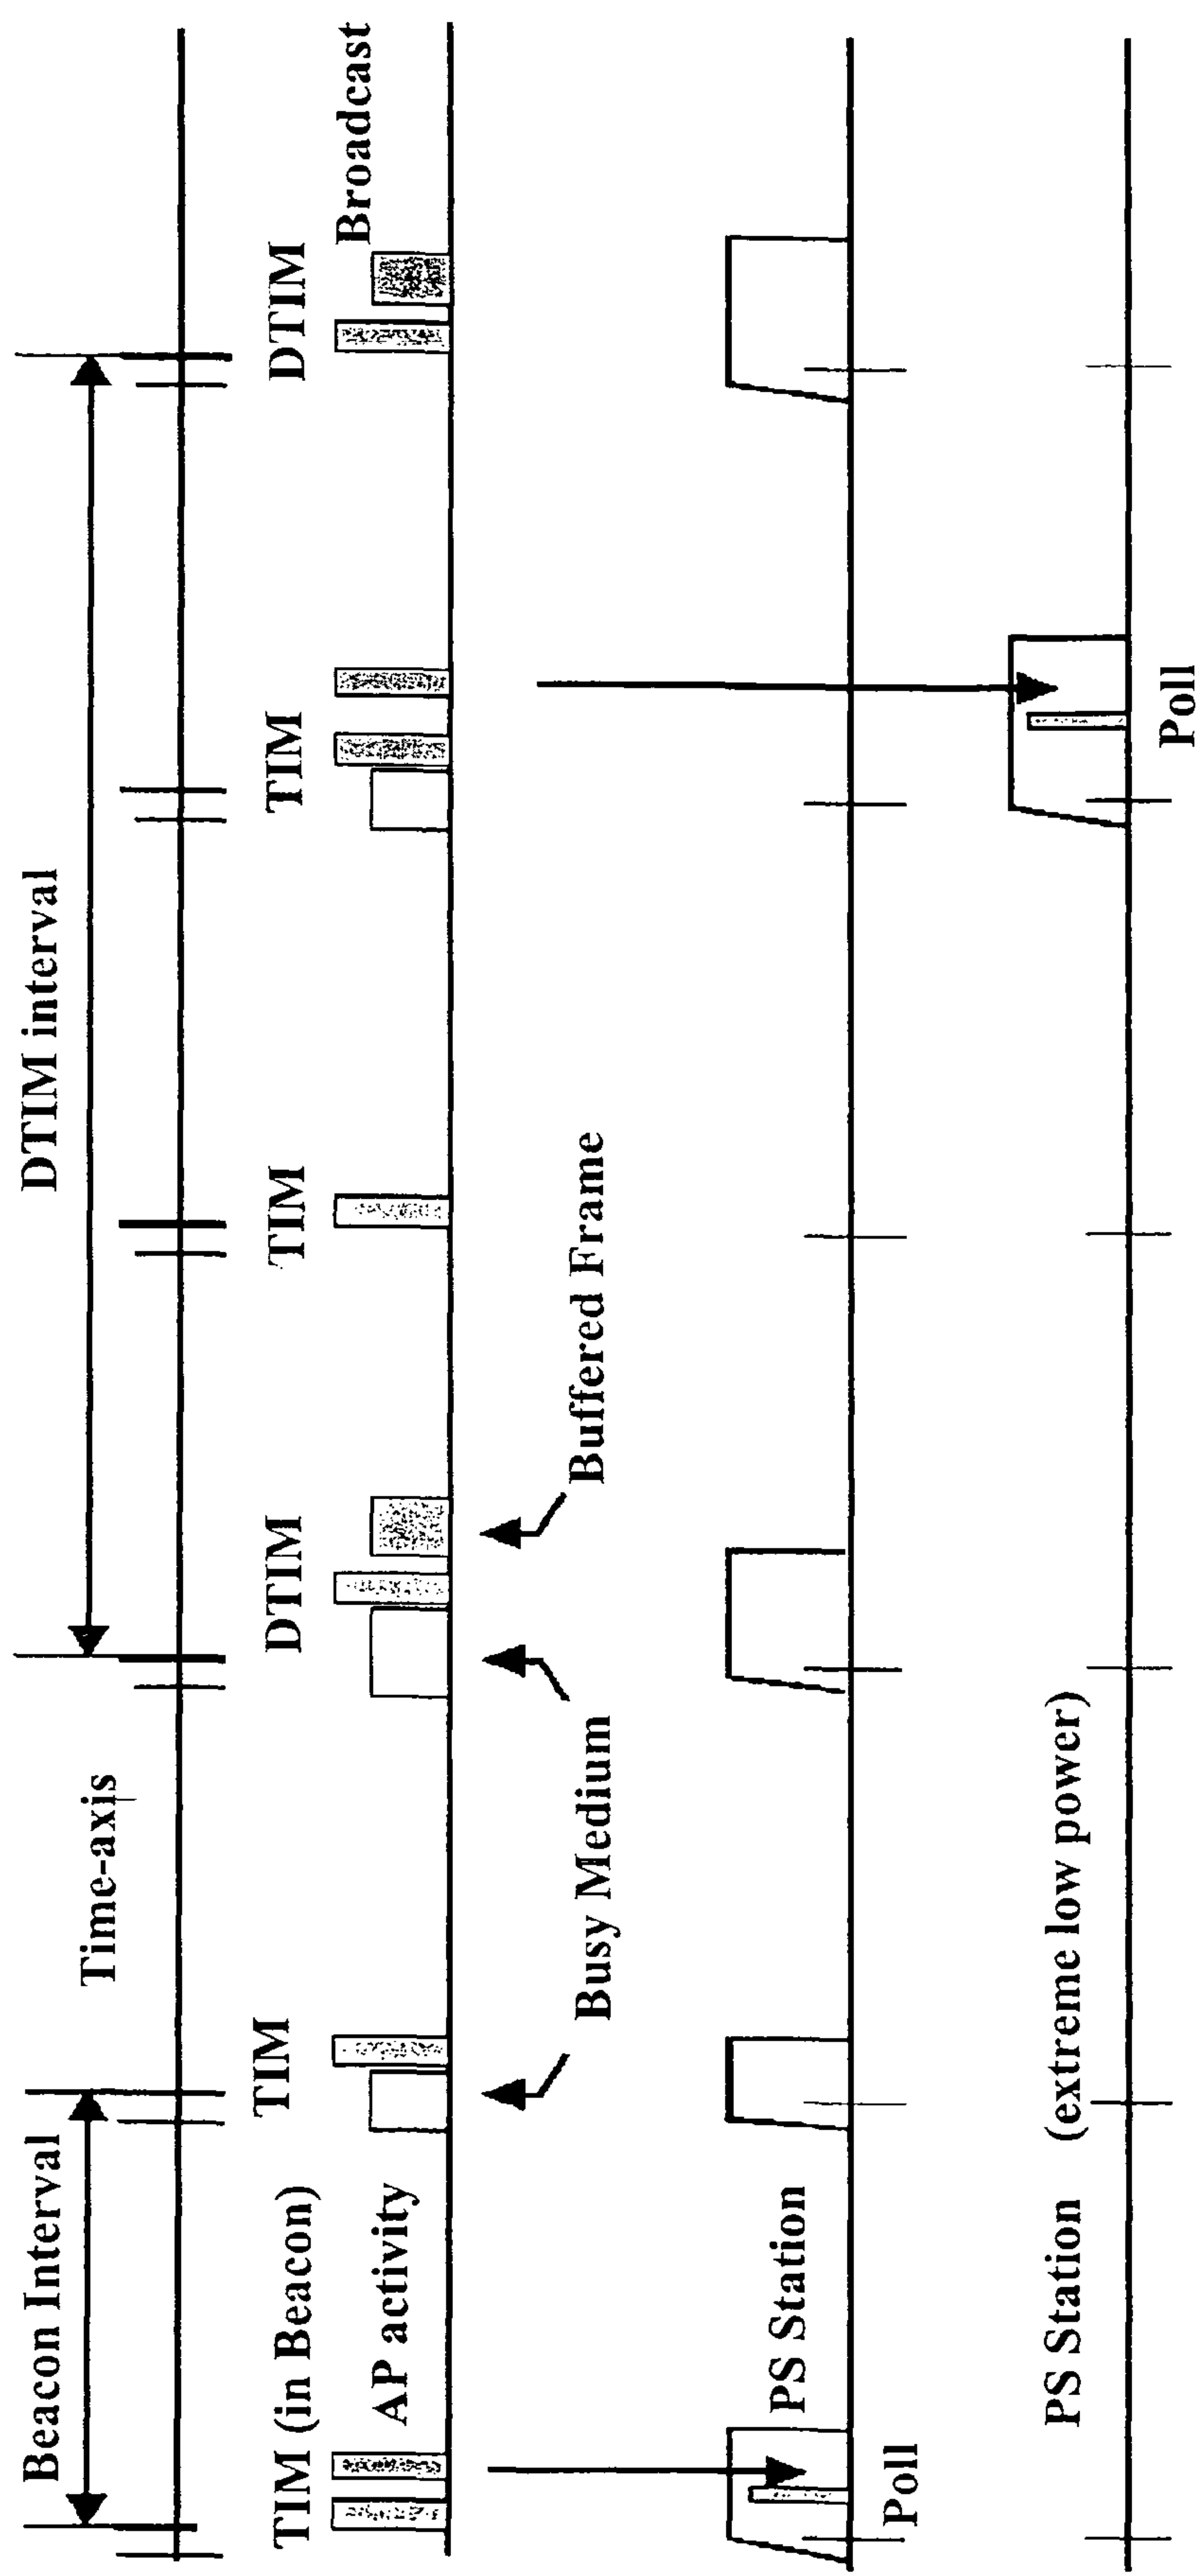 Beacon Interval
Time-axis
DTIM interval
TIM (in Beacon)
TIM
DTIM
TIM
TIM
DTIM
AP activity
Broadcast
Busy Medium
Buffered Frame
PS Station
Poll
PS Station (extreme low power)
Poll